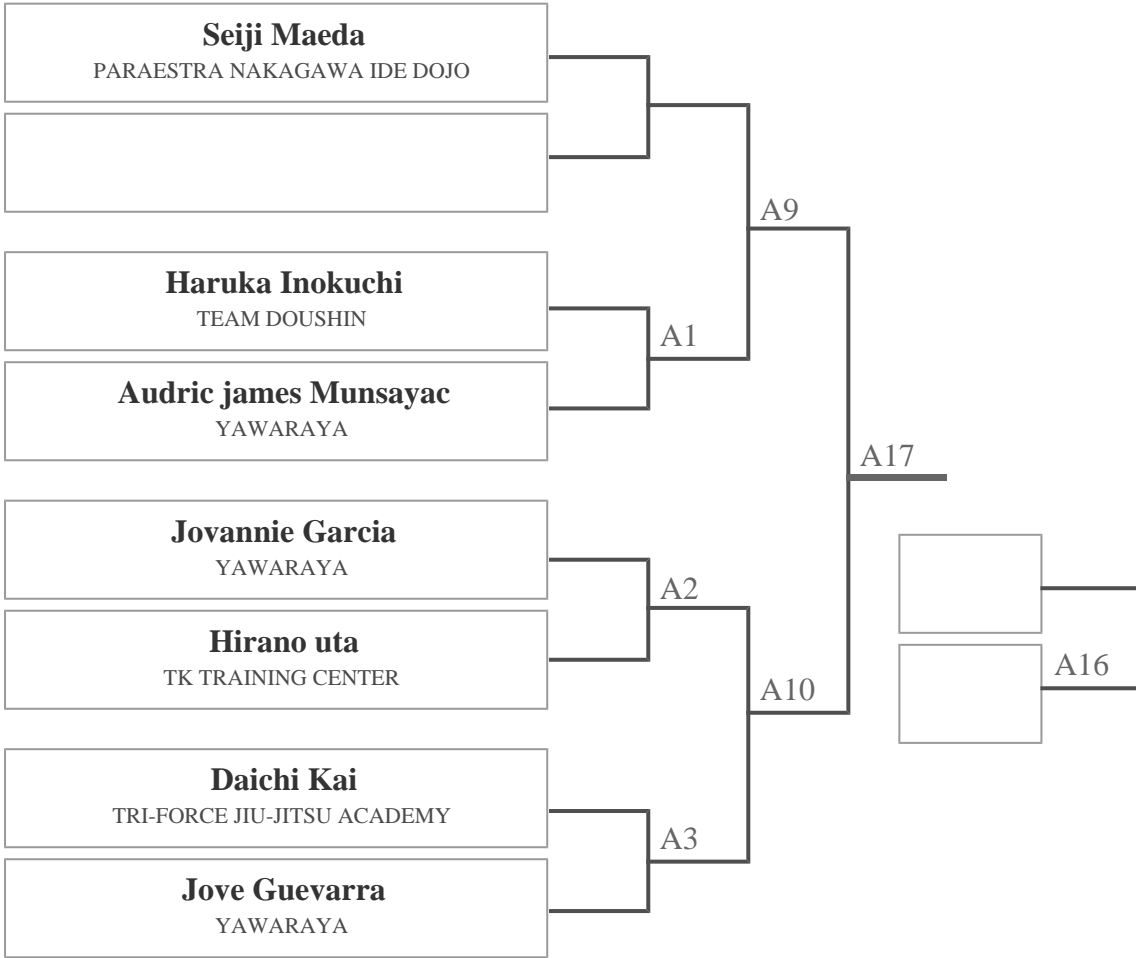 Seiji Maeda
PARAESTRA NAKAGAWA IDE DOJO
A9
Haruka Inokuchi
TEAM DOUSHIN
A1
Audric james Munsayac
YAWARAYA
A17
Jovannie Garcia
YAWARAYA
A2
Hirano uta
TK TRAINING CENTER
A10
A16
Daichi Kai
TRI-FORCE JIU-JITSU ACADEMY
A3
Jove Guevarra
YAWARAYA